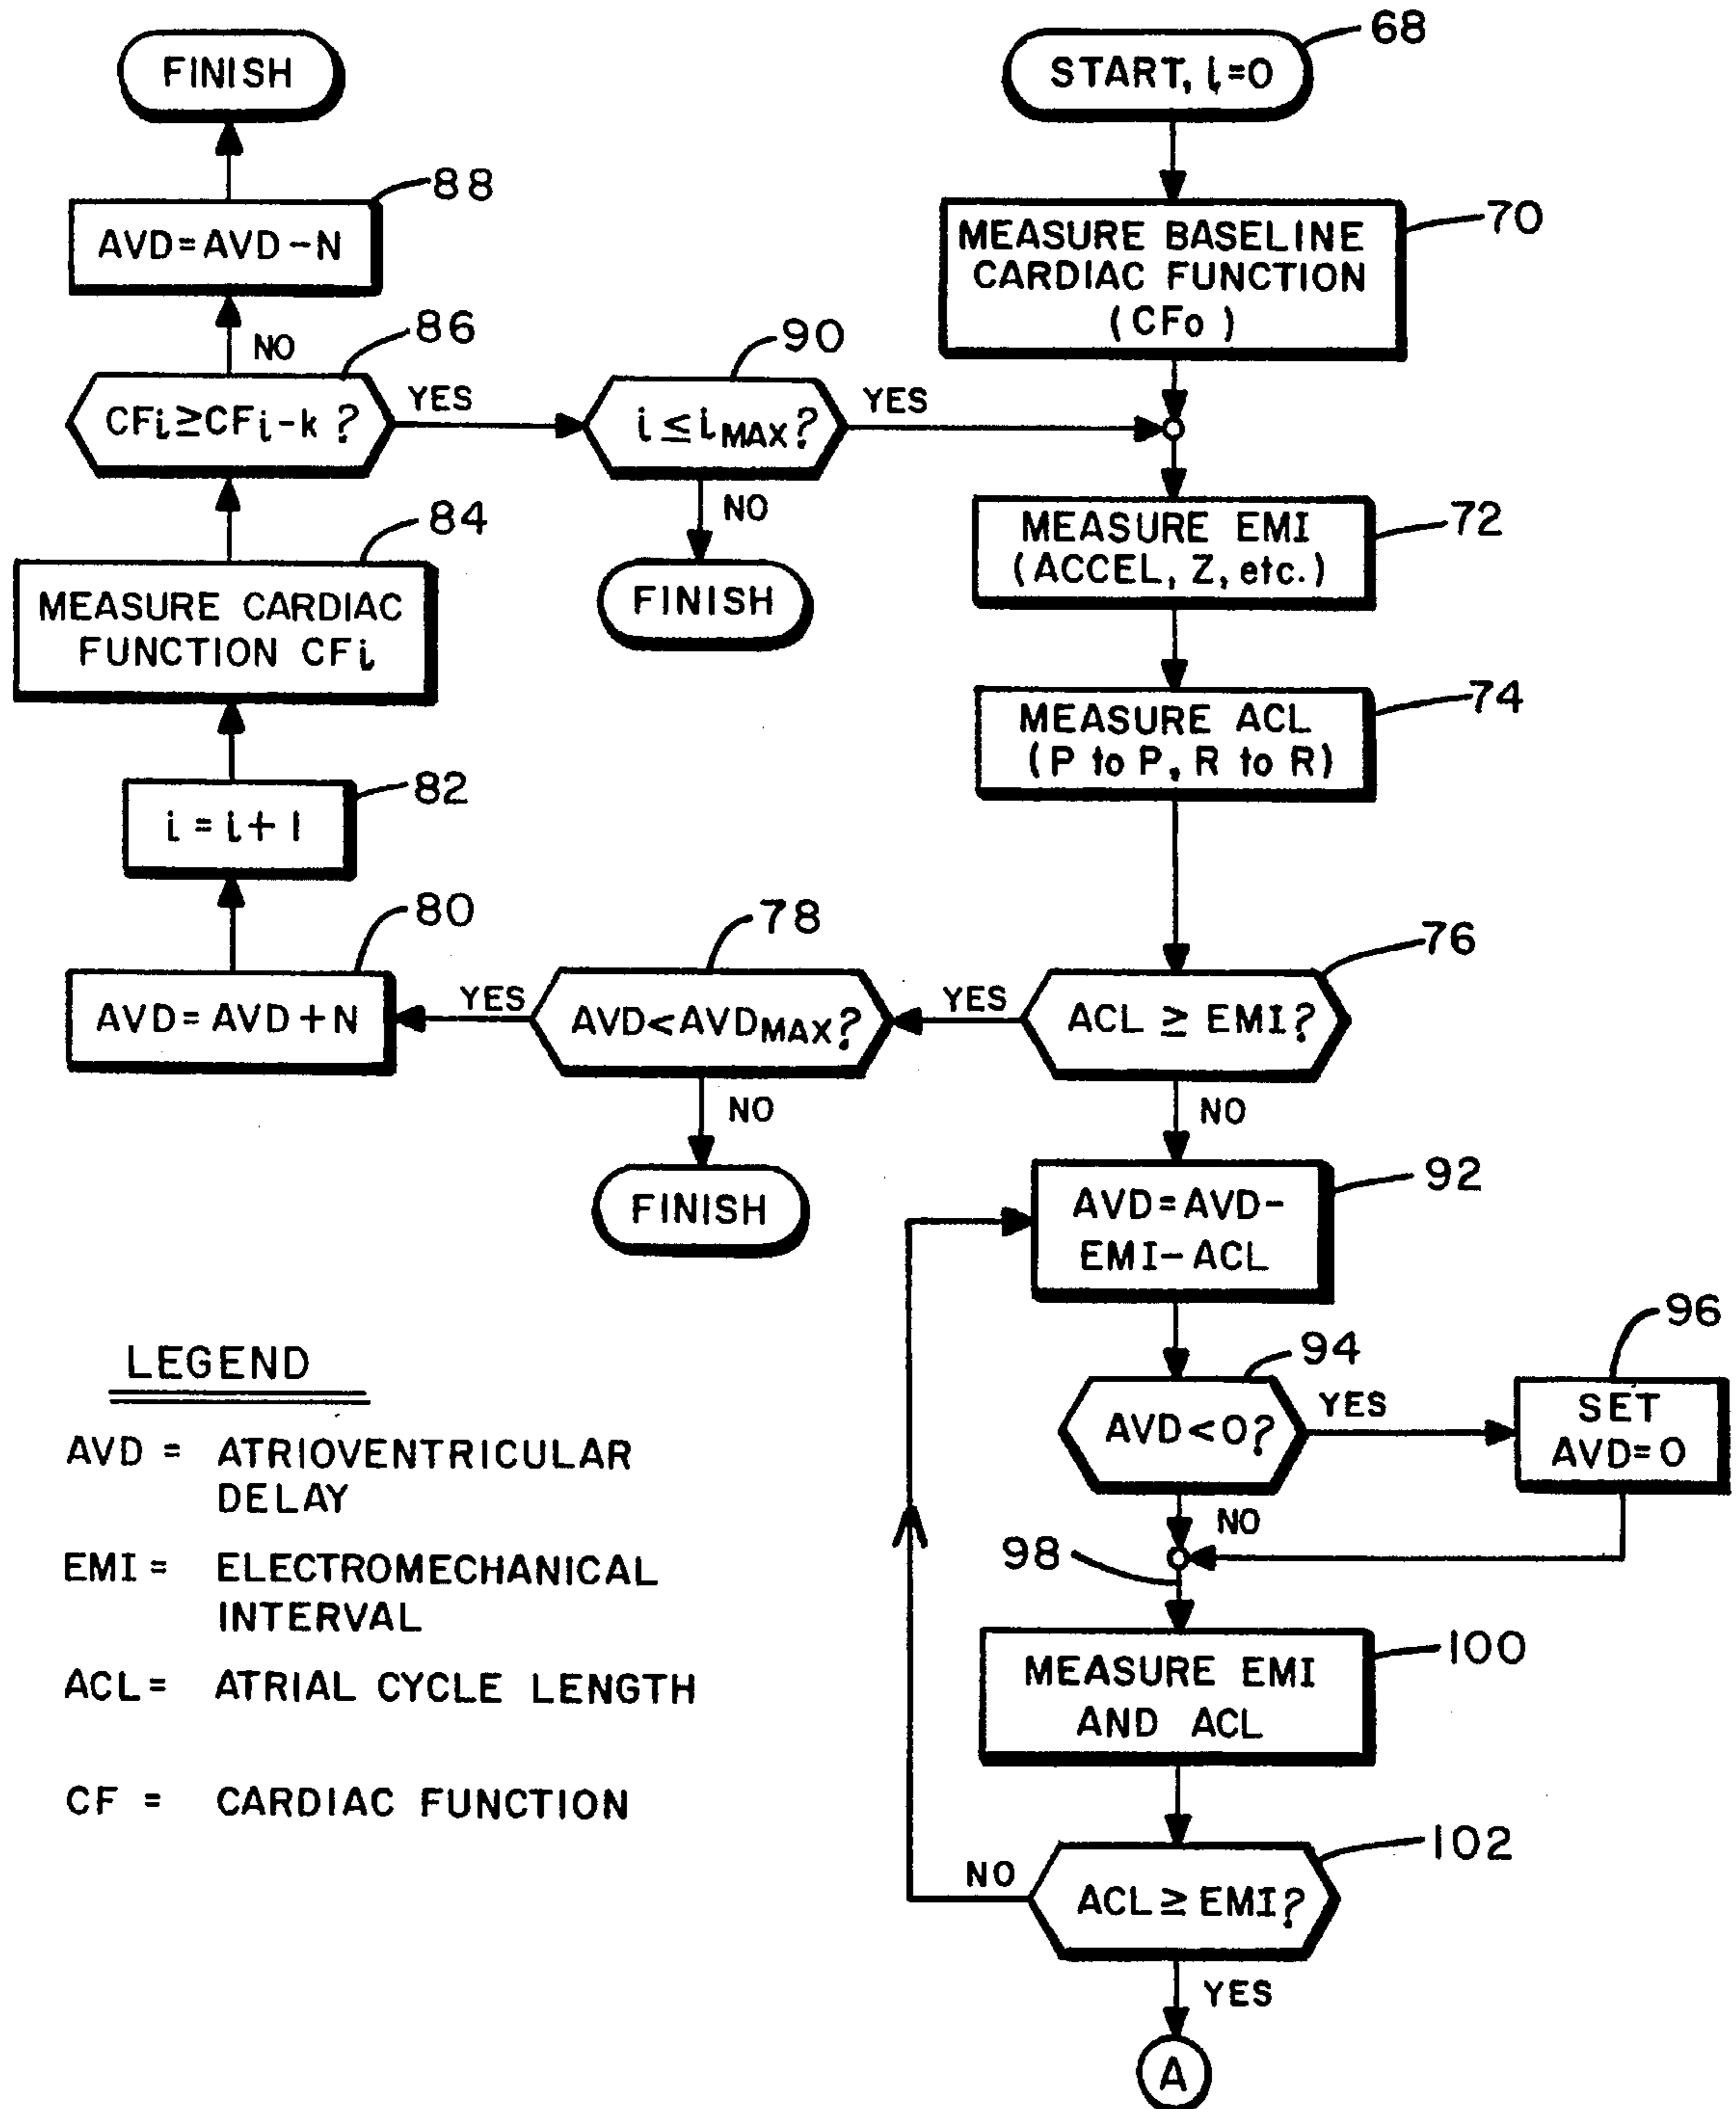 START, i=0
68
MEASURE BASELINE
CARDIAC FUNCTION
(CFo)
70
MEASURE EMI
(ACCEL, Z, etc.)
72
MEASURE ACL
(P to P, R to R)
74
ACL ≥ EMI?
76
YES
NO
AVD<AVDMAX?
78
YES
NO
FINISH
AVD=AVD+N
80
i = i + 1
82
MEASURE CARDIAC
FUNCTION CFi
84
CFi≥CFi-k ?
86
YES
NO
AVD=AVD-N
88
FINISH
i ≤ iMAX?
90
YES
NO
FINISH
AVD=AVD-
EMI-ACL
92
AVD<0?
94
YES
NO
SET
AVD=0
96
98
MEASURE EMI
AND ACL
100
ACL ≥ EMI?
102
NO
YES
A
LEGEND
AVD = ATRIOVENTRICULAR
DELAY
EMI = ELECTROMECHANICAL
INTERVAL
ACL= ATRIAL CYCLE LENGTH
CF = CARDIAC FUNCTION